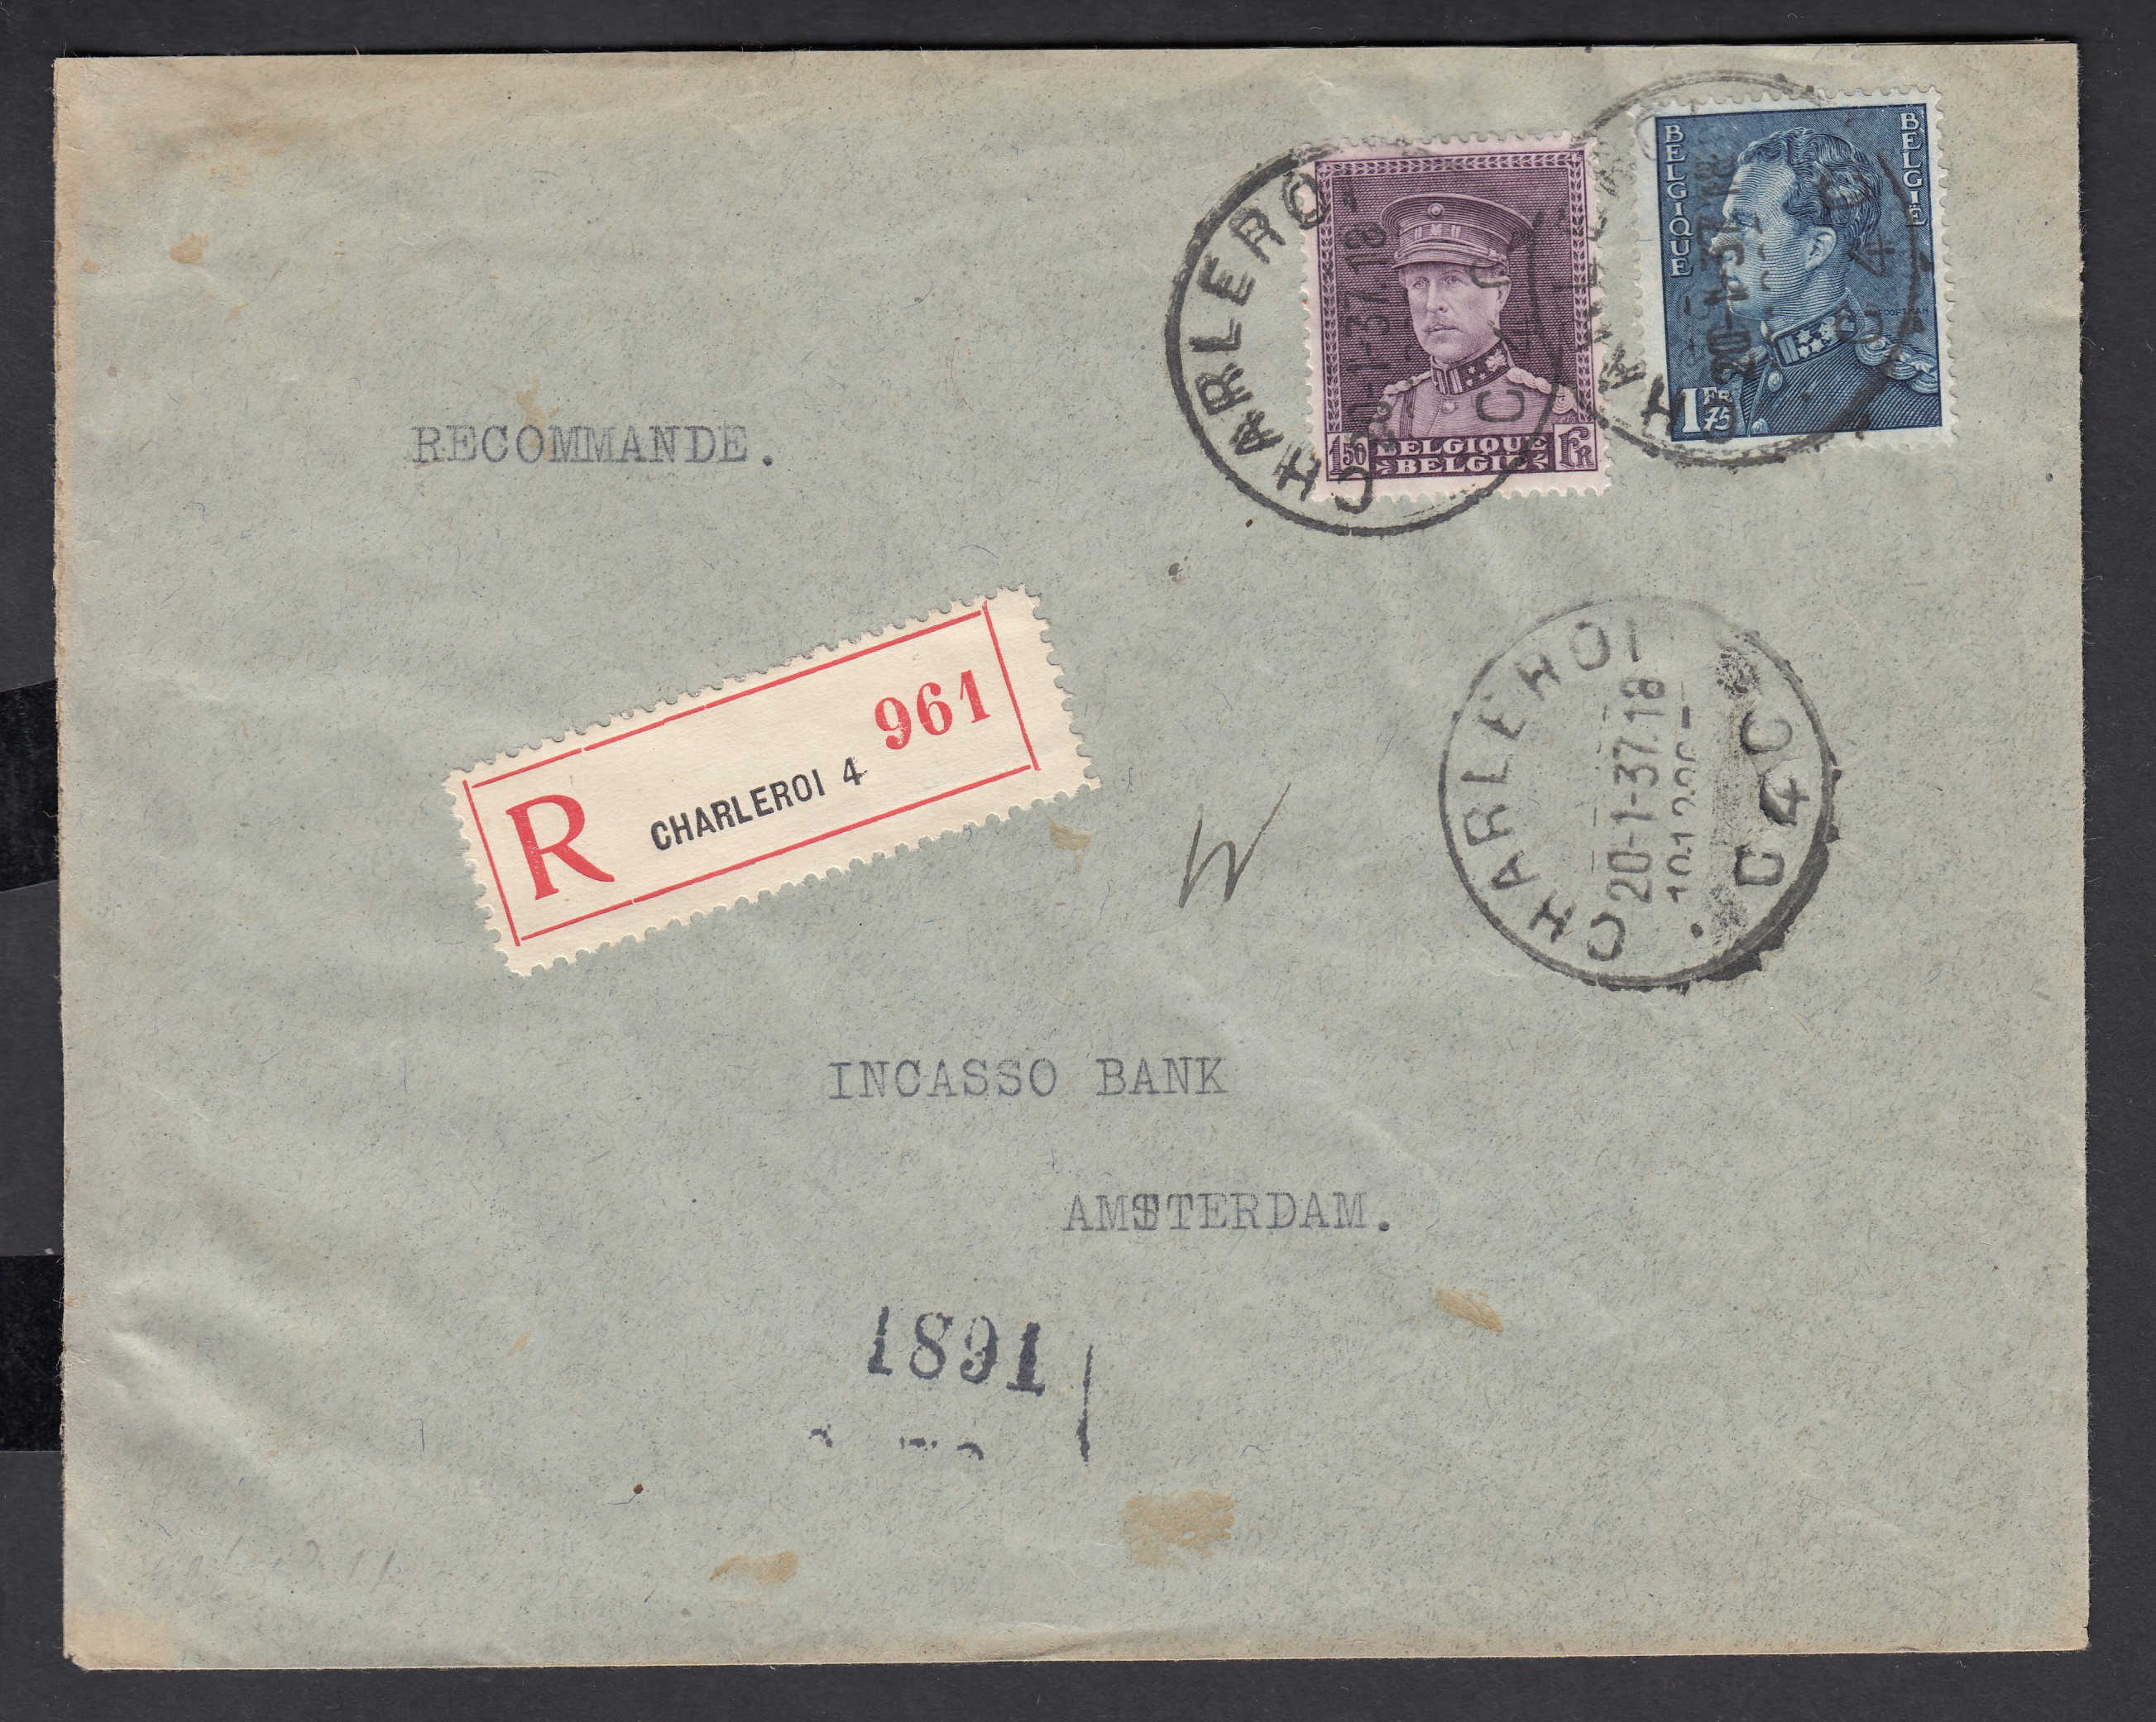 BELGIQUE
BELGIË
1 FR 75
1 50 BELGIQUE FR
BELGIË
CHARLEROI
20-1-37.18
RECOMMANDE.
R
CHARLEROI 4
961
CHARLEROI
20-1-37.18
C4C
INCASSO BANK
AMSTERDAM.
1891